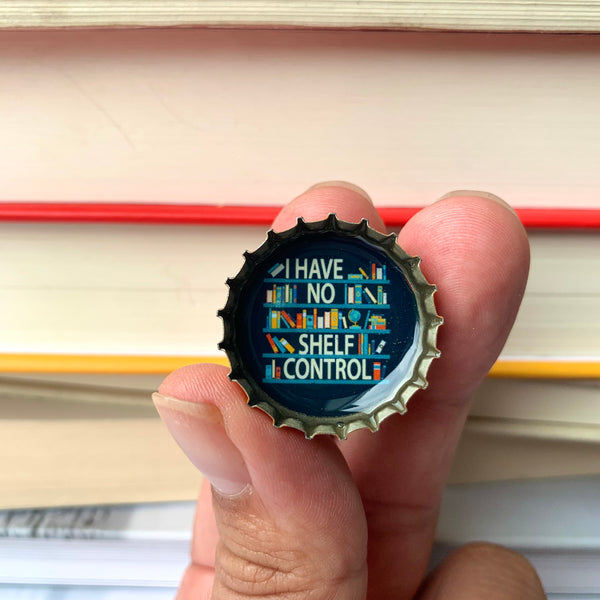 I HAVE
NO
SHELF
CONTROL